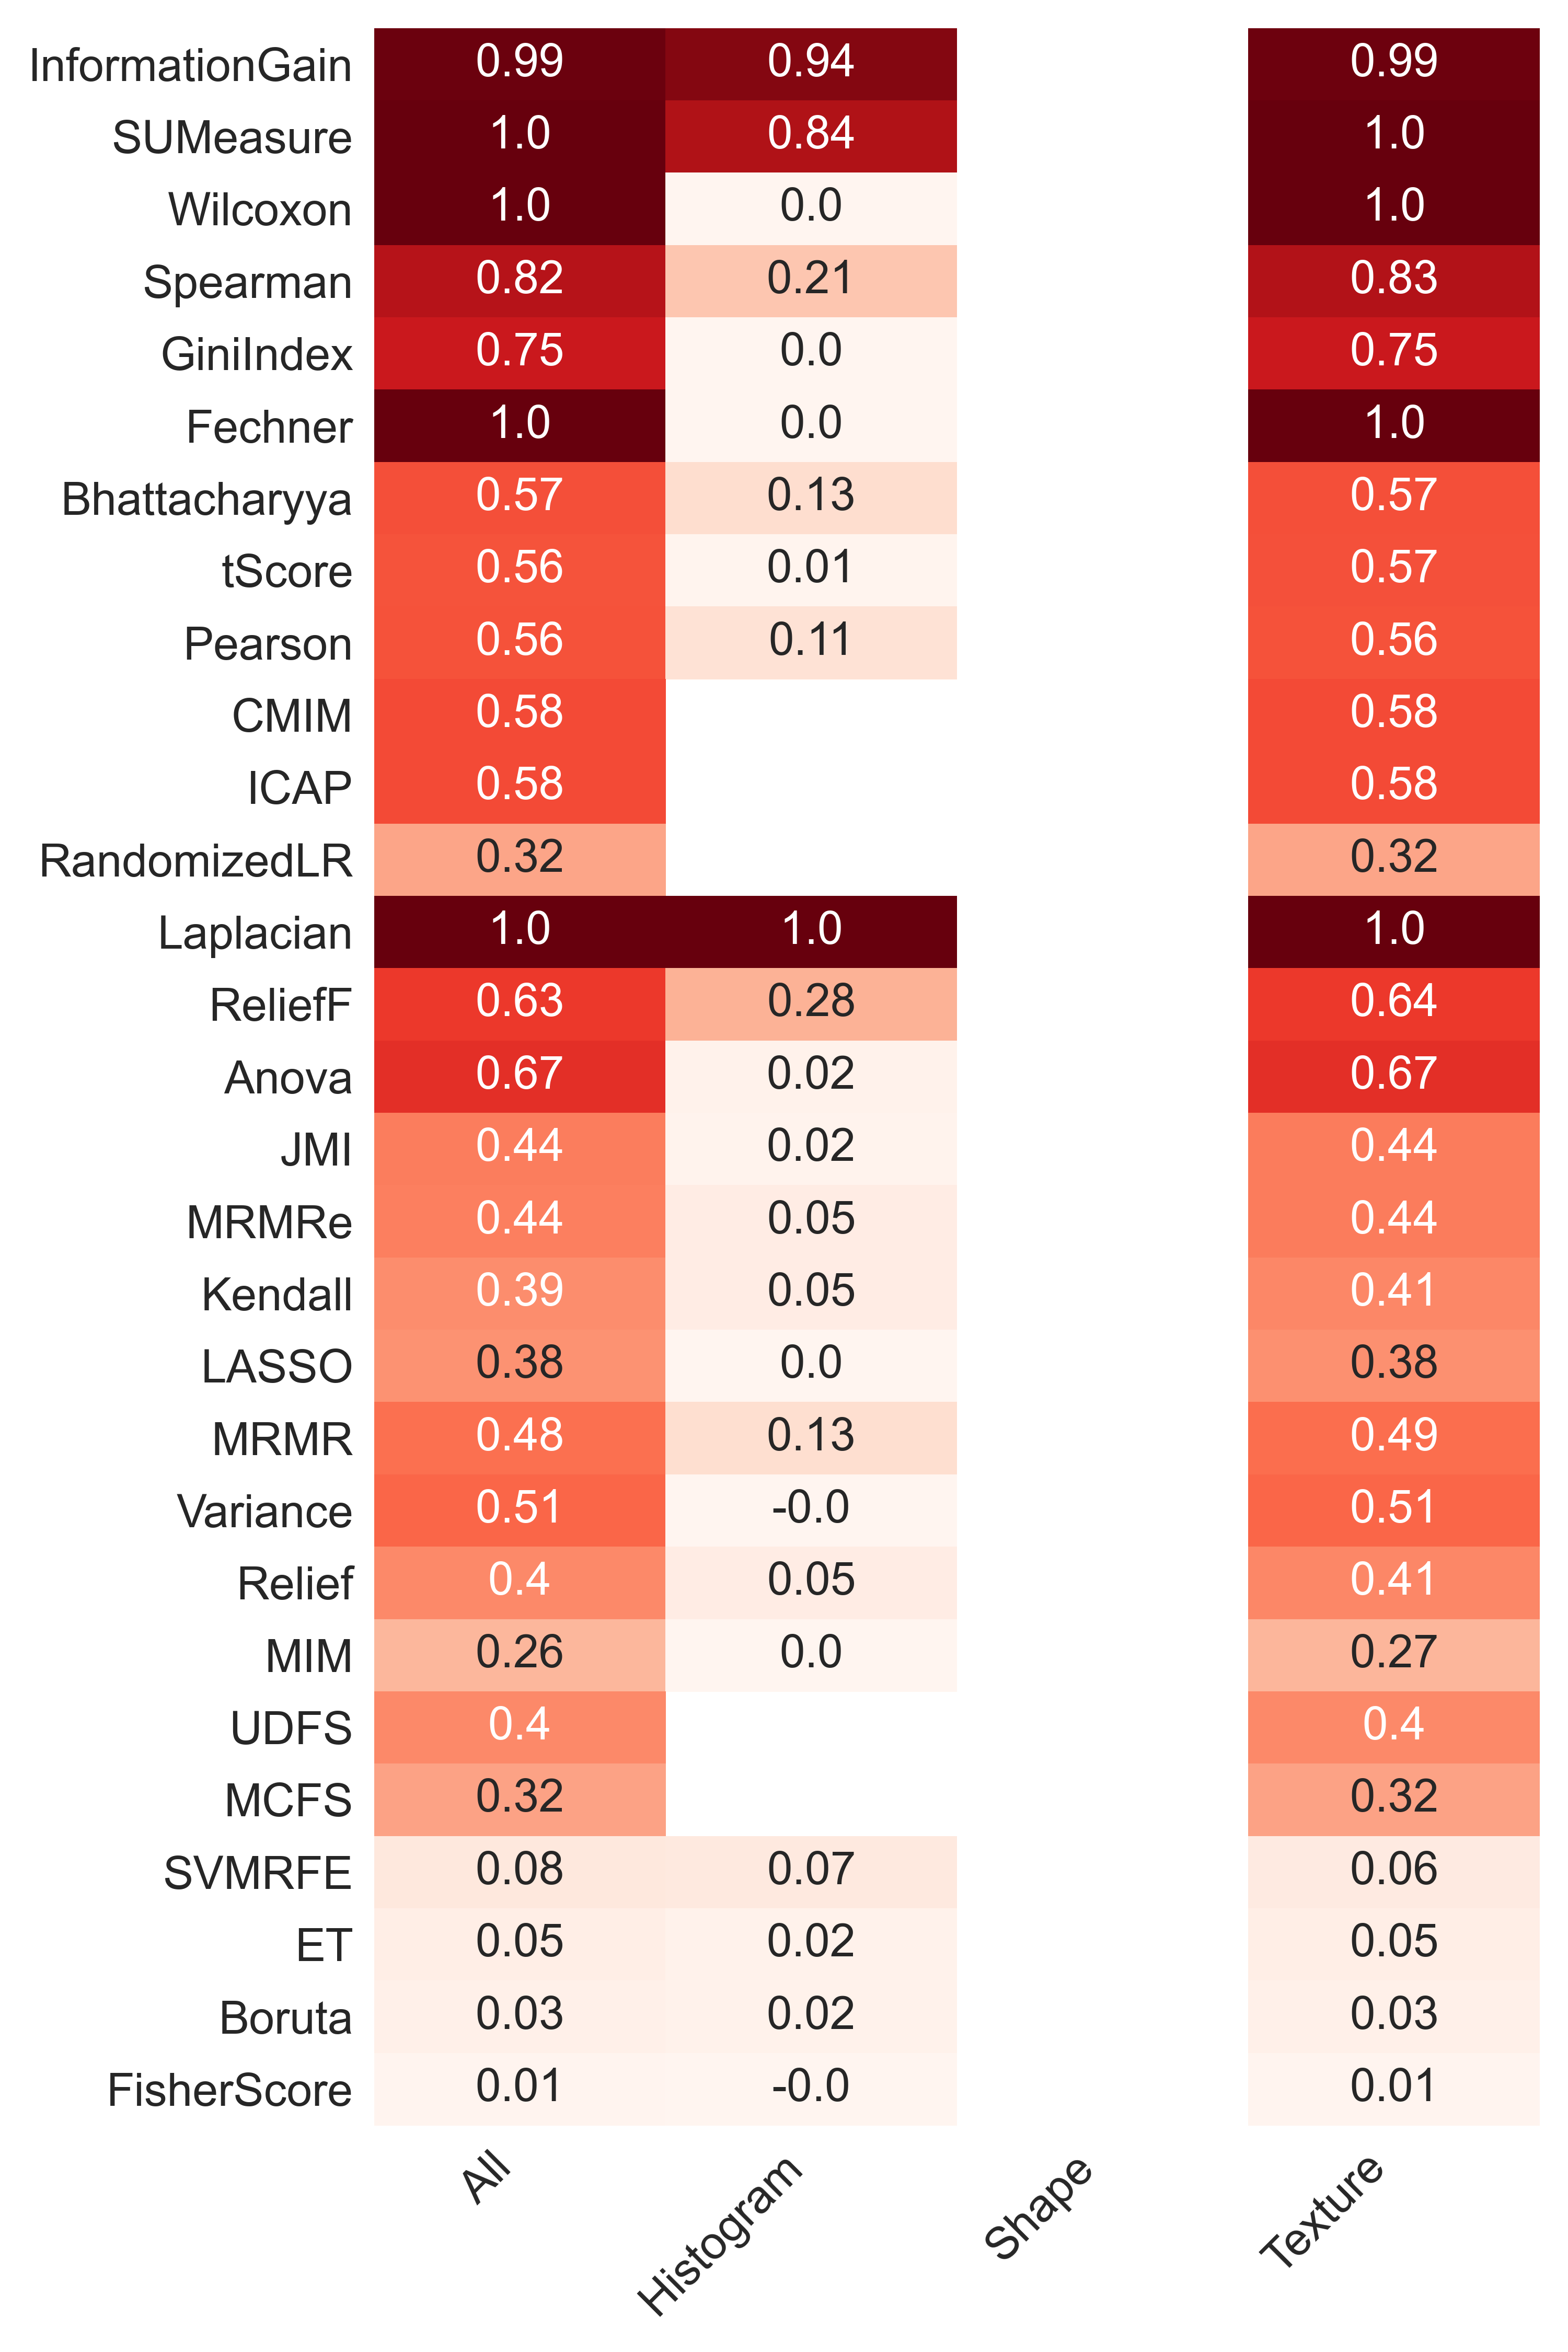 InformationGain 0.99 0.94 0.99
SUMeasure 1.0 0.84 1.0
Wilcoxon 1.0 0.0 1.0
Spearman 0.82 0.21 0.83
GiniIndex 0.75 0.0 0.75
Fechner 1.0 0.0 1.0
Bhattacharyya 0.57 0.13 0.57
tScore 0.56 0.01 0.57
Pearson 0.56 0.11 0.56
CMIM 0.58 0.58
ICAP 0.58 0.58
RandomizedLR 0.32 0.32
Laplacian 1.0 1.0 1.0
ReliefF 0.63 0.28 0.64
Anova 0.67 0.02 0.67
JMI 0.44 0.02 0.44
MRMRe 0.44 0.05 0.44
Kendall 0.39 0.05 0.41
LASSO 0.38 0.0 0.38
MRMR 0.48 0.13 0.49
Variance 0.51 -0.0 0.51
Relief 0.4 0.05 0.41
MIM 0.26 0.0 0.27
UDFS 0.4 0.4
MCFS 0.32 0.32
SVMRFE 0.08 0.07 0.06
ET 0.05 0.02 0.05
Boruta 0.03 0.02 0.03
FisherScore 0.01 -0.0 0.01
All Histogram Shape Texture